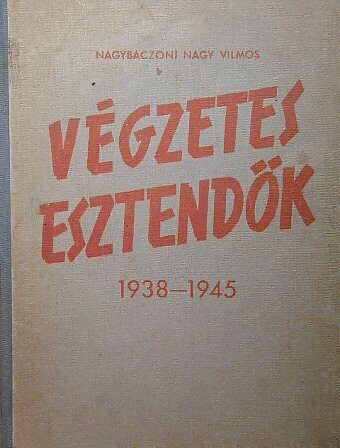 NAGYBACZONI NAGY VILMOS
VÉGZETES
ESZTENDŐK
1938—1945